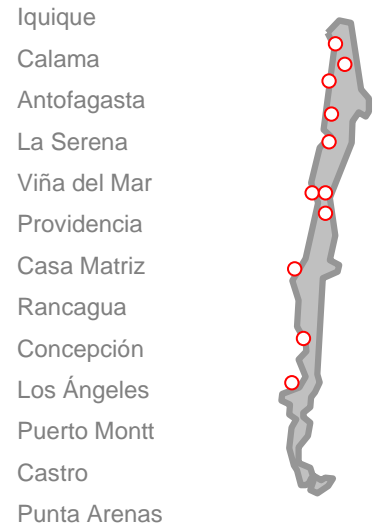 Iquique
Calama
Antofagasta
La Serena
Viña del Mar
Providencia
Casa Matriz
Rancagua
Concepción
Los Ángeles
Puerto Montt
Castro
Punta Arenas